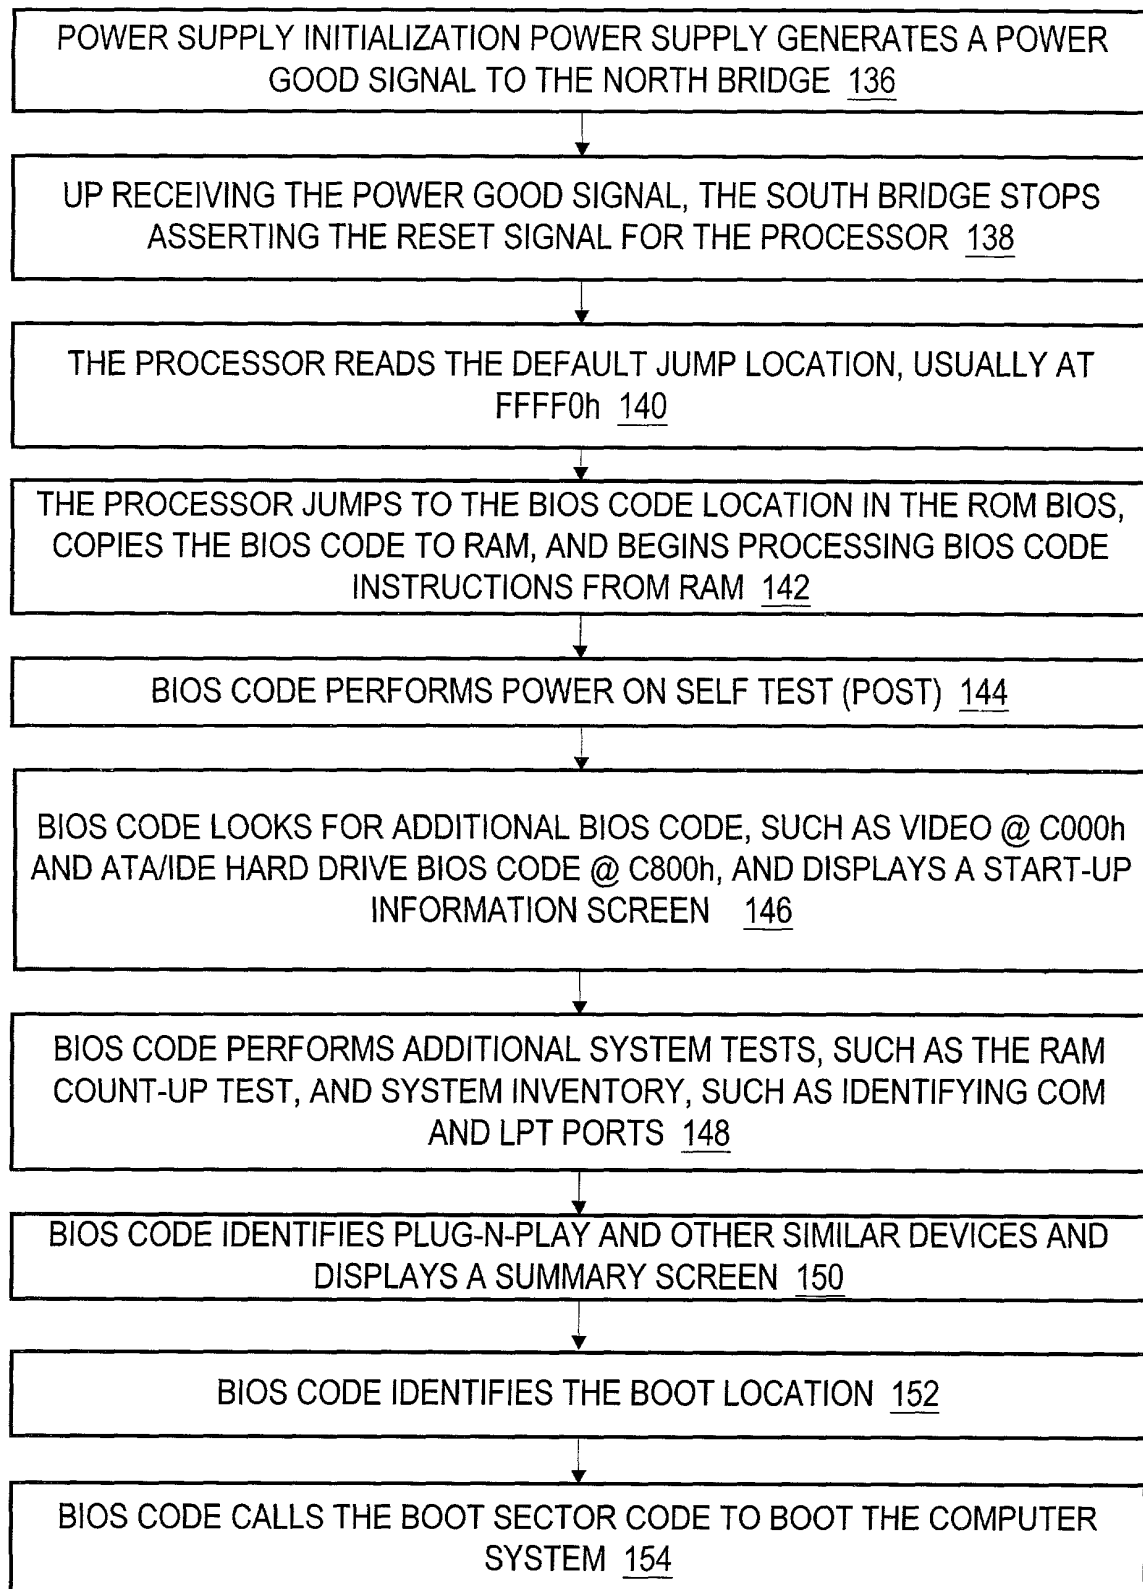 POWER SUPPLY INITIALIZATION POWER SUPPLY GENERATES A POWER
GOOD SIGNAL TO THE NORTH BRIDGE 136
UP RECEIVING THE POWER GOOD SIGNAL, THE SOUTH BRIDGE STOPS
ASSERTING THE RESET SIGNAL FOR THE PROCESSOR 138
THE PROCESSOR READS THE DEFAULT JUMP LOCATION, USUALLY AT
FFFF0h 140
THE PROCESSOR JUMPS TO THE BIOS CODE LOCATION IN THE ROM BIOS,
COPIES THE BIOS CODE TO RAM, AND BEGINS PROCESSING BIOS CODE
INSTRUCTIONS FROM RAM 142
BIOS CODE PERFORMS POWER ON SELF TEST (POST) 144
BIOS CODE LOOKS FOR ADDITIONAL BIOS CODE, SUCH AS VIDEO @ C000h
AND ATA/IDE HARD DRIVE BIOS CODE @ C800h, AND DISPLAYS A START-UP
INFORMATION SCREEN 146
BIOS CODE PERFORMS ADDITIONAL SYSTEM TESTS, SUCH AS THE RAM
COUNT-UP TEST, AND SYSTEM INVENTORY, SUCH AS IDENTIFYING COM
AND LPT PORTS 148
BIOS CODE IDENTIFIES PLUG-N-PLAY AND OTHER SIMILAR DEVICES AND
DISPLAYS A SUMMARY SCREEN 150
BIOS CODE IDENTIFIES THE BOOT LOCATION 152
BIOS CODE CALLS THE BOOT SECTOR CODE TO BOOT THE COMPUTER
SYSTEM 154